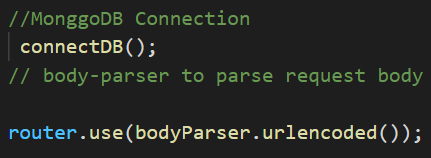 //MonggoDB Connection
connectDB();
// body-parser to parse request body
router.use(bodyParser.urlencoded());